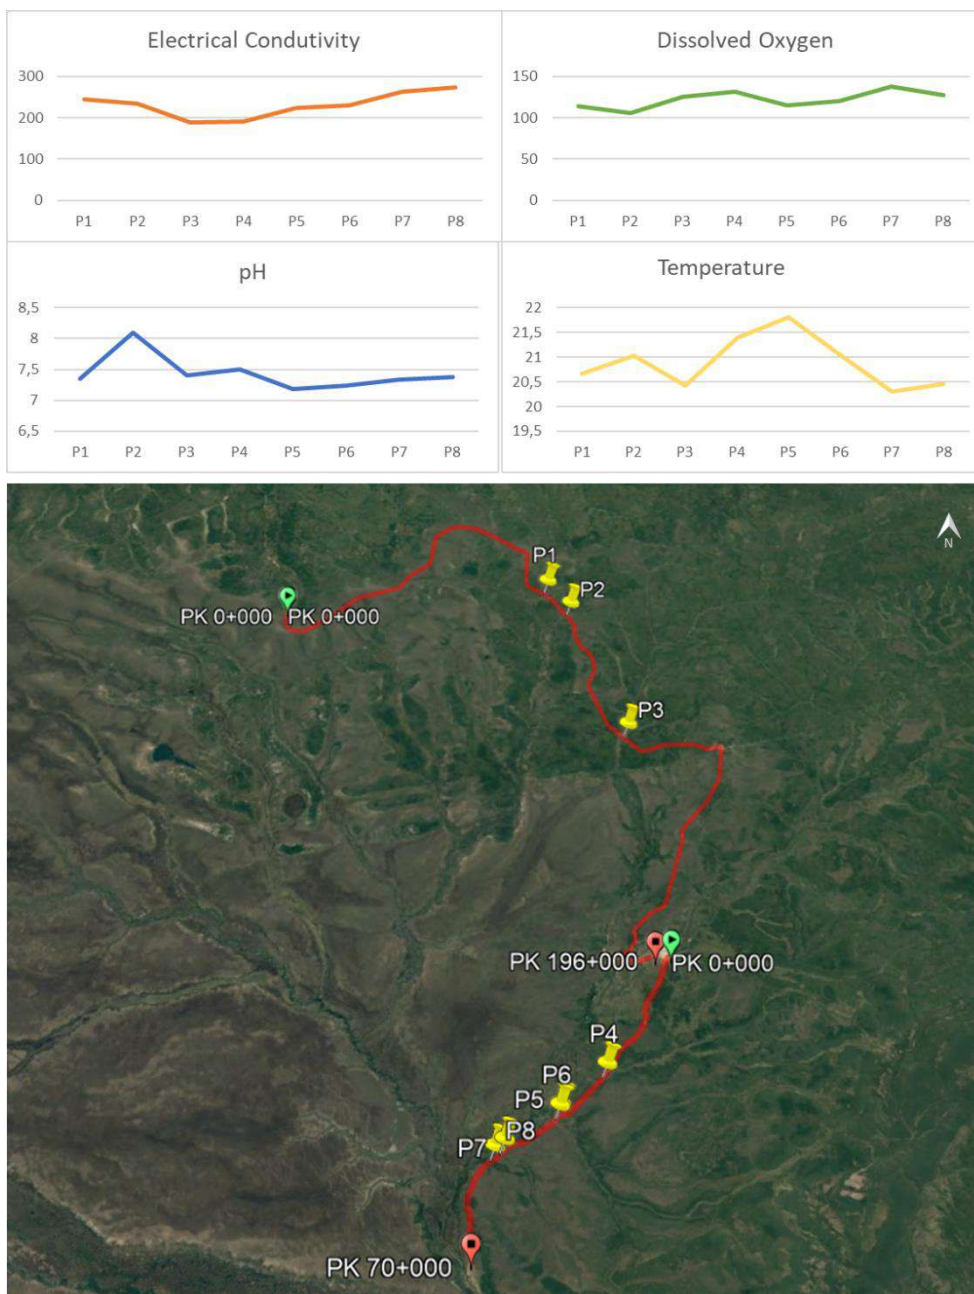 Electrical Condutivity
300
200
100
0
P1 P2 P3 P4 P5 P6 P7 P8
Dissolved Oxygen
150
100
50
0
P1 P2 P3 P4 P5 P6 P7 P8
pH
8,5
8
7,5
7
6,5
P1 P2 P3 P4 P5 P6 P7 P8
Temperature
22
21,5
21
20,5
20
19,5
P1 P2 P3 P4 P5 P6 P7 P8
N
P1
P2
PK 0+000 PK 0+000
P3
PK 196+000 PK 0+000
P4
P6
P5
P8
P7
PK 70+000